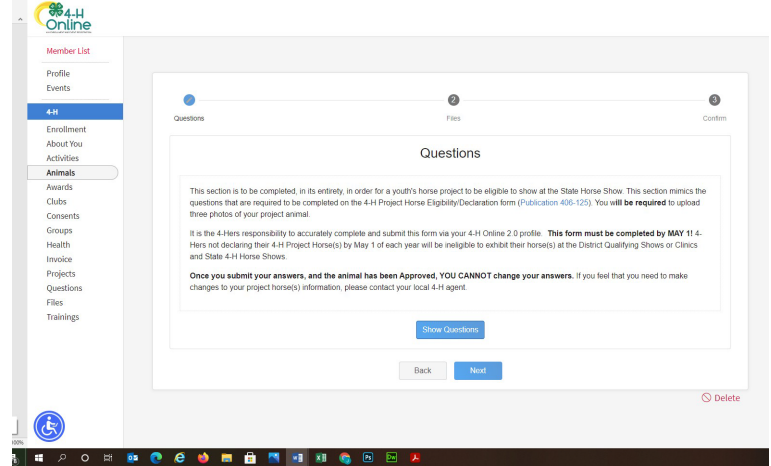 4-H
Online
Member List
Profile
Events
4-H
Enrollment
About You
Activities
Animals
Awards
Clubs
Consents
Groups
Health
Invoice
Projects
Questions
Files
Trainings
2
3
Questions
Files
Confirm
Questions
This section is to be completed, in its entirety, in order for a youth's horse project to be eligible to show at the State Horse Show. This section mimics the
questions that are required to be completed on the 4-H Project Horse Eligibility/Declaration form (Publication 406-125). You will be required to upload
three photos of your project animal.
It is the 4-Hers responsibility to accurately complete and submit this form via your 4-H Online 2.0 profile. This form must be completed by MAY 1! 4-
Hers not declaring their 4-H Project Horse(s) by May 1 of each year will be ineligible to exhibit their horse(s) at the District Qualifying Shows or Clinics
and State 4-H Horse Shows.
Once you submit your answers, and the animal has been Approved, YOU CANNOT change your answers. If you feel that you need to make
changes to your project horse(s) information, please contact your local 4-H agent.
Show Questions
Back
Next
Delete
00%
Ps
Dw